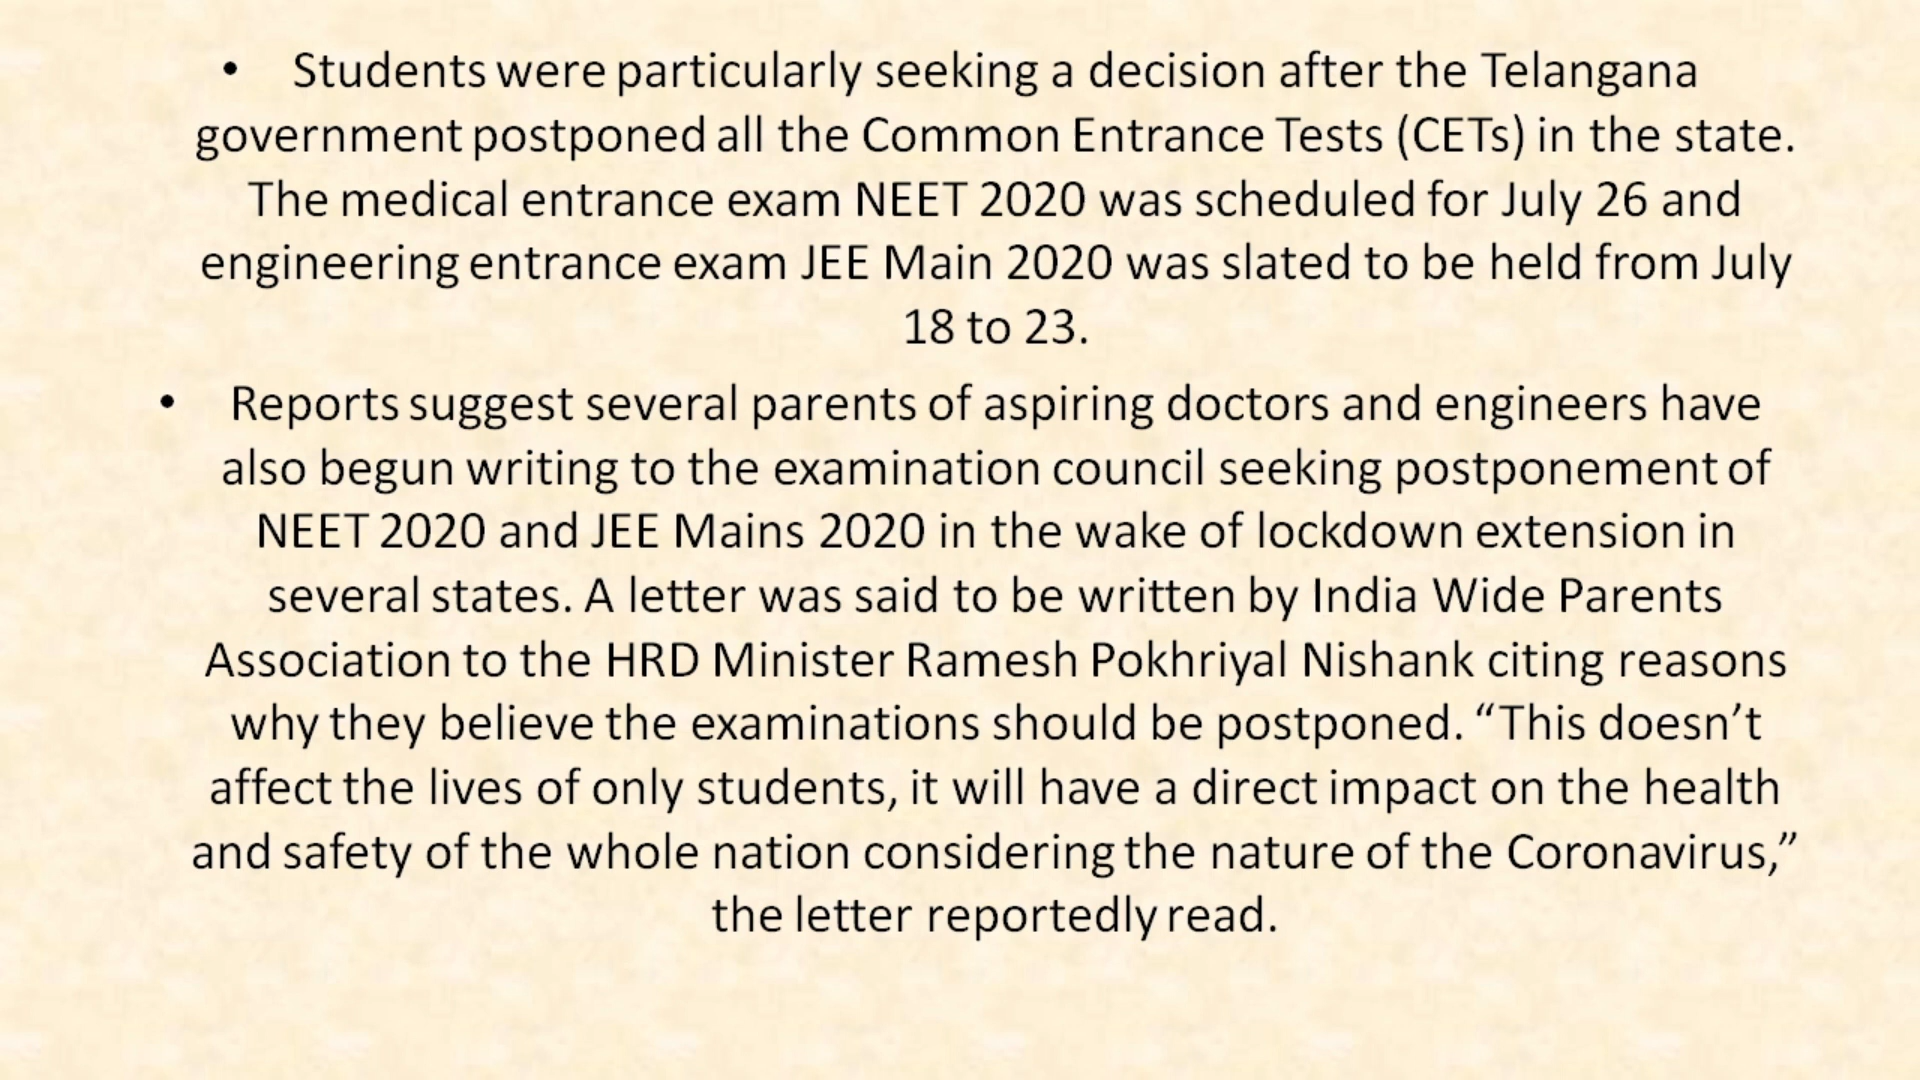 • Students were particularly seeking a decision after the Telangana
government postponed all the Common Entrance Tests (CETs) in the state.
The medical entrance exam NEET 2020 was scheduled for July 26 and
engineering entrance exam JEE Main 2020 was slated to be held from July
18 to 23.
• Reports suggest several parents of aspiring doctors and engineers have
also begun writing to the examination council seeking postponement of
NEET 2020 and JEE Mains 2020 in the wake of lockdown extension in
several states. A letter was said to be written by India Wide Parents
Association to the HRD Minister Ramesh Pokhriyal Nishank citing reasons
why they believe the examinations should be postponed. “This doesn’t
affect the lives of only students, it will have a direct impact on the health
and safety of the whole nation considering the nature of the Coronavirus,”
the letter reportedly read.